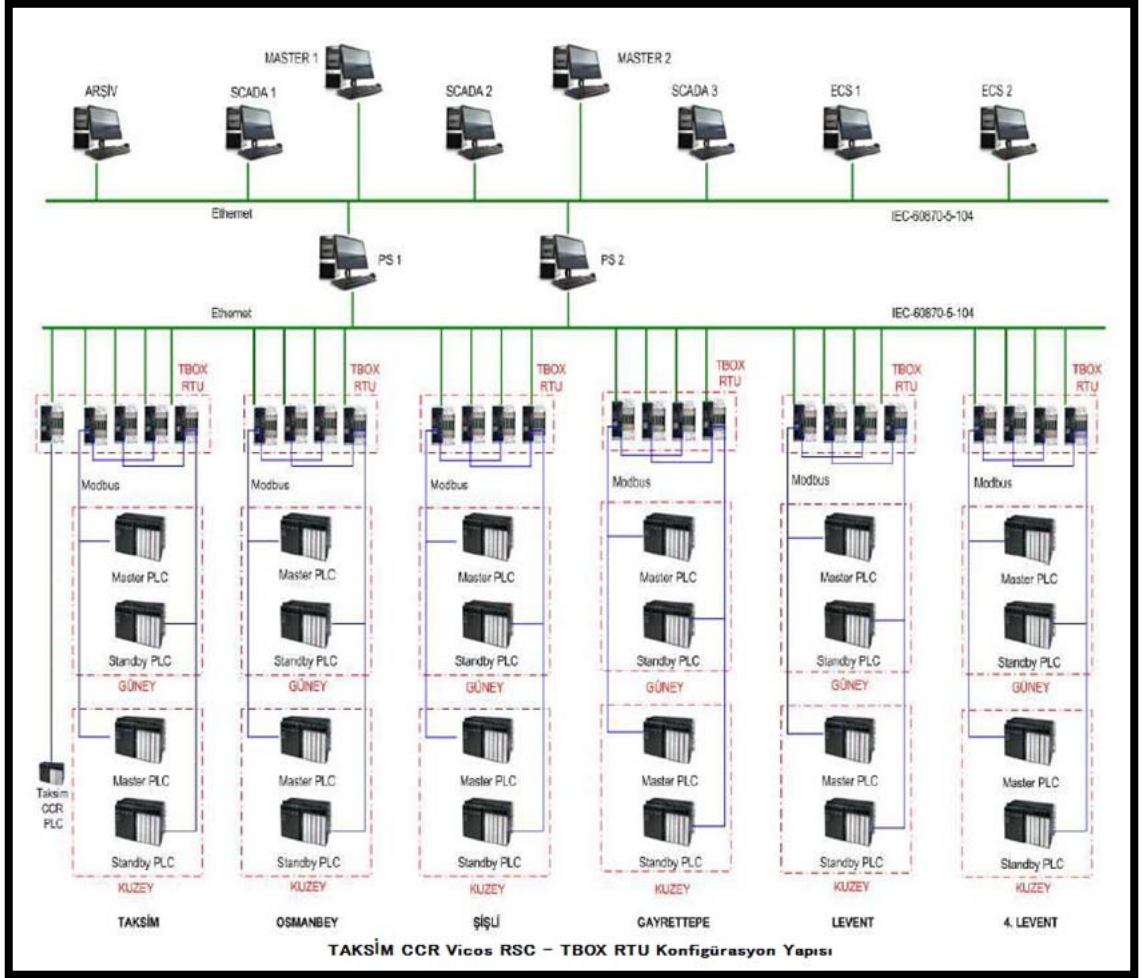 MASTER 1
MASTER 2
ARŞİV
SCADA 1
SCADA 2
SCADA 3
ECS 1
ECS 2
Ethernet
IEC-60870-5-104
PS 1
PS 2
Ethernet
IEC-60870-5-104
TBOX
RTU
TBOX
RTU
TBOX
RTU
TBOX
RTU
TBOX
RTU
TBOX
RTU
Modbus
Modbus
Modbus
Modbus
Modbus
Modbus
Master PLC
Master PLC
Master PLC
Master PLC
Master PLC
Master PLC
Standby PLC
Standby PLC
Standby PLC
Standby PLC
Standby PLC
Standby PLC
GÜNEY
GÜNEY
GÜNEY
GÜNEY
GÜNEY
GÜNEY
Master PLC
Master PLC
Master PLC
Master PLC
Master PLC
Master PLC
Taksim
CCR
PLC
Standby PLC
Standby PLC
Standby PLC
Standby PLC
Standby PLC
Standby PLC
KUZEY
KUZEY
KUZEY
KUZEY
KUZEY
KUZEY
TAKSİM
OSMANBEY
ŞİŞLİ
GAYRETTEPE
LEVENT
4. LEVENT
TAKSİM CCR Vicos RSC – TBOX RTU Konfigürasyon Yapısı